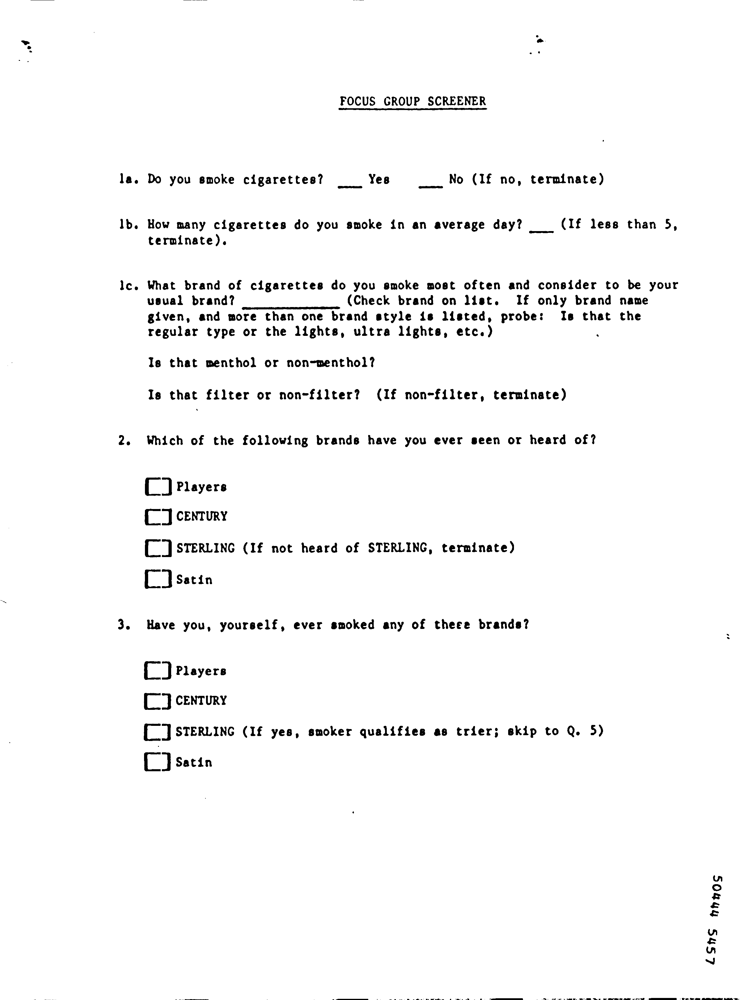 FOCUS GROUP SCREENER
1a. Do you smoke cigarettes? ___ Yes ___ No (If no, terminate)
1b. How many cigarettes do you smoke in an average day? ___ (If less than 5,
terminate).
1c. What brand of cigarettes do you smoke most often and consider to be your
usual brand? ____________ (Check brand on list. If only brand name
given, and more than one brand style is listed, probe: Is that the
regular type or the lights, ultra lights, etc.)
Is that menthol or non-menthol?
Is that filter or non-filter? (If non-filter, terminate)
2. Which of the following brands have you ever seen or heard of?
Players
CENTURY
STERLING (If not heard of STERLING, terminate)
Satin
3. Have you, yourself, ever smoked any of these brands?
Players
CENTURY
STERLING (If yes, smoker qualifies as trier; skip to Q. 5)
Satin
50444 5457